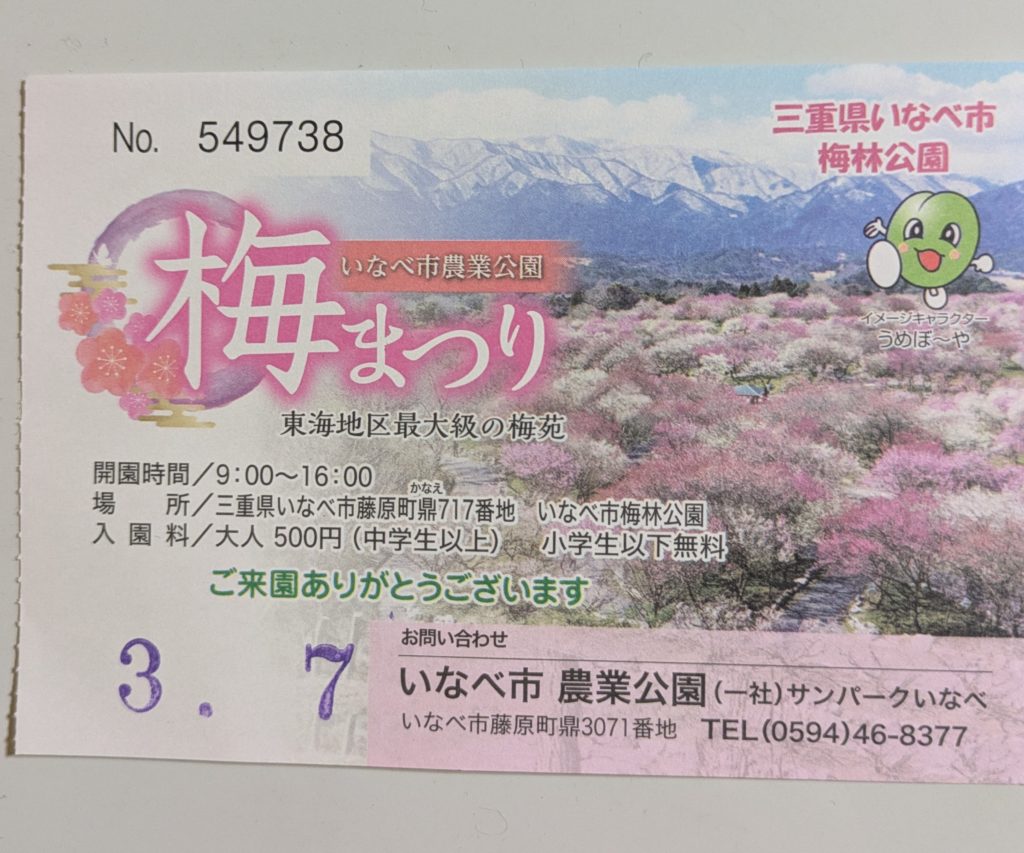 No. 549738
三重県いなべ市
梅林公園
いなべ市農業公園
梅まつり
イメージキャラクター
うめぼ～や
東海地区最大級の梅苑
開園時間／9:00～16:00
かなえ
場　所／三重県いなべ市藤原町鼎717番地　いなべ市梅林公園
入園料／大人 500円（中学生以上）　小学生以下無料
ご来園ありがとうございます
3. 7
お問い合わせ
いなべ市 農業公園（一社）サンパークいなべ
いなべ市藤原町鼎3071番地　TEL(0594)46-8377